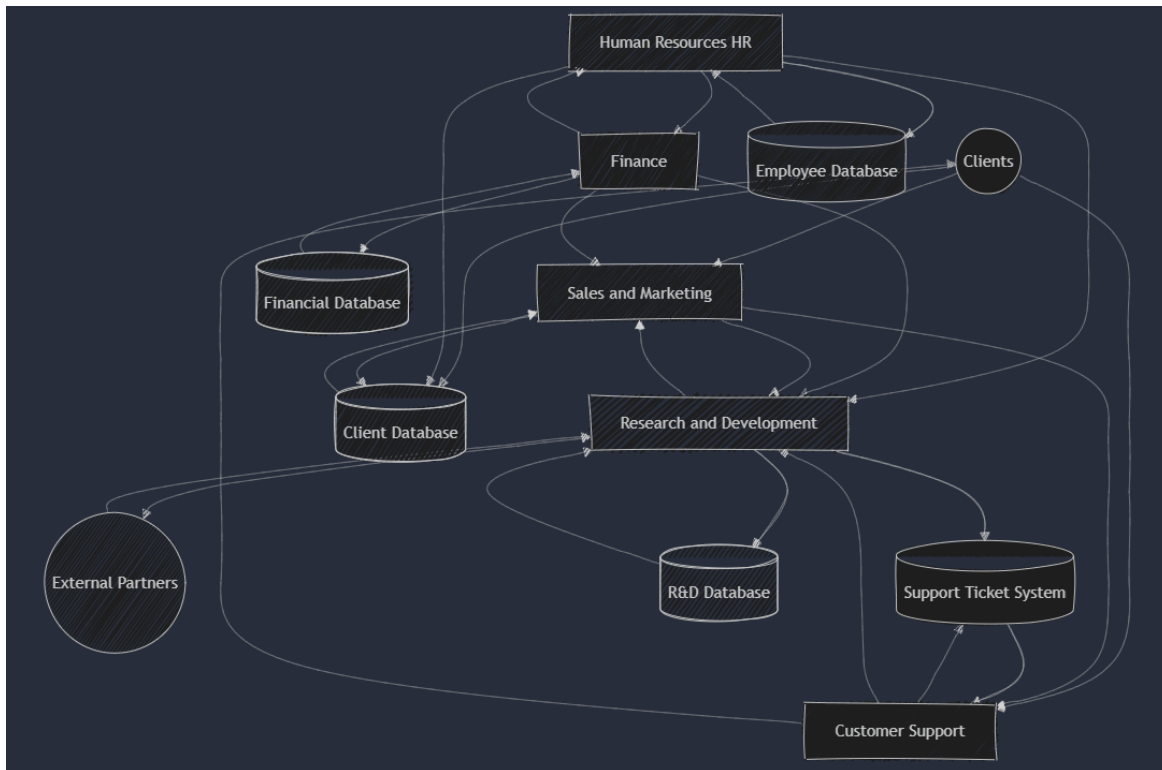 Human Resources HR
Finance
Employee Database
Clients
Financial Database
Sales and Marketing
Client Database
Research and Development
External Partners
R&D Database
Support Ticket System
Customer Support